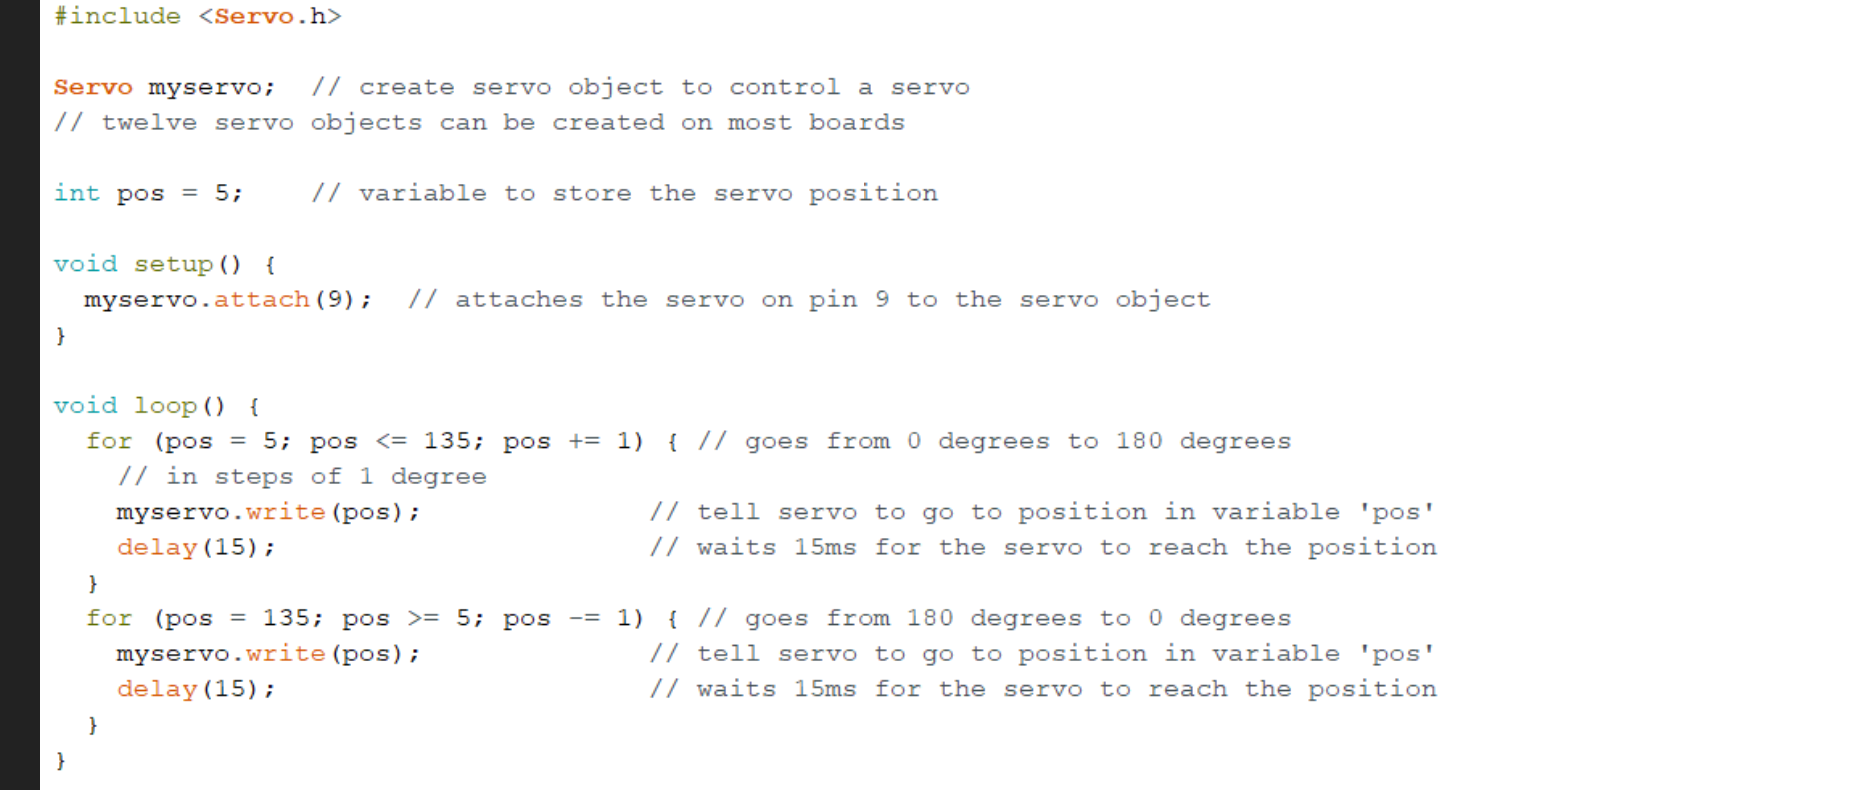 #include <Servo.h>
Servo myservo;  // create servo object to control a servo
// twelve servo objects can be created on most boards
int pos = 5;    // variable to store the servo position
void setup() {
  myservo.attach(9);  // attaches the servo on pin 9 to the servo object
}
void loop() {
  for (pos = 5; pos <= 135; pos += 1) { // goes from 0 degrees to 180 degrees
    // in steps of 1 degree
    myservo.write(pos);              // tell servo to go to position in variable 'pos'
    delay(15);                       // waits 15ms for the servo to reach the position
  }
  for (pos = 135; pos >= 5; pos -= 1) { // goes from 180 degrees to 0 degrees
    myservo.write(pos);              // tell servo to go to position in variable 'pos'
    delay(15);                       // waits 15ms for the servo to reach the position
  }
}